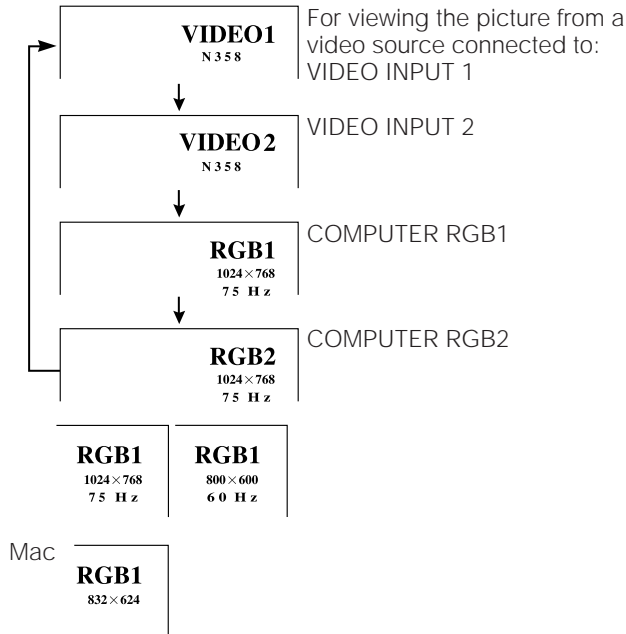 VIDEO1
N358
For viewing the picture from a
video source connected to:
VIDEO INPUT 1
VIDEO2
N358
VIDEO INPUT 2
RGB1
1024×768
75 Hz
COMPUTER RGB1
RGB2
1024×768
75 Hz
COMPUTER RGB2
RGB1
1024×768
75 Hz
RGB1
800×600
60 Hz
Mac
RGB1
832×624